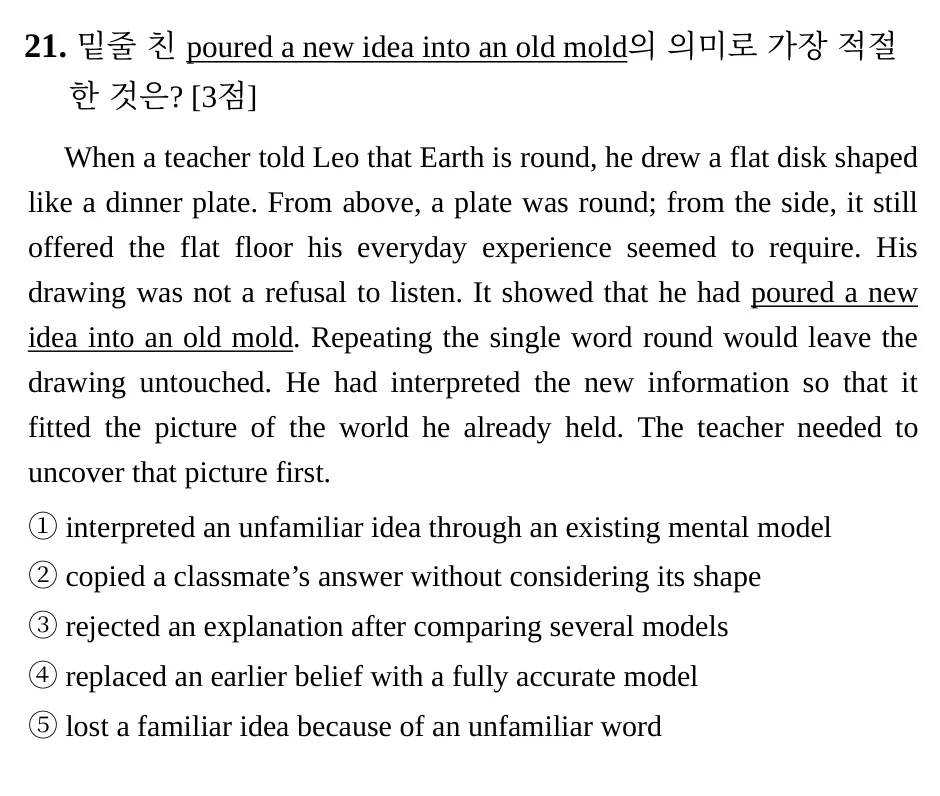 21. 밑줄 친 poured a new idea into an old mold의 의미로 가장 적절
한 것은? [3점]
When a teacher told Leo that Earth is round, he drew a flat disk shaped
like a dinner plate. From above, a plate was round; from the side, it still
offered the flat floor his everyday experience seemed to require. His
drawing was not a refusal to listen. It showed that he had poured a new
idea into an old mold. Repeating the single word round would leave the
drawing untouched. He had interpreted the new information so that it
fitted the picture of the world he already held. The teacher needed to
uncover that picture first.
① interpreted an unfamiliar idea through an existing mental model
② copied a classmate’s answer without considering its shape
③ rejected an explanation after comparing several models
④ replaced an earlier belief with a fully accurate model
⑤ lost a familiar idea because of an unfamiliar word